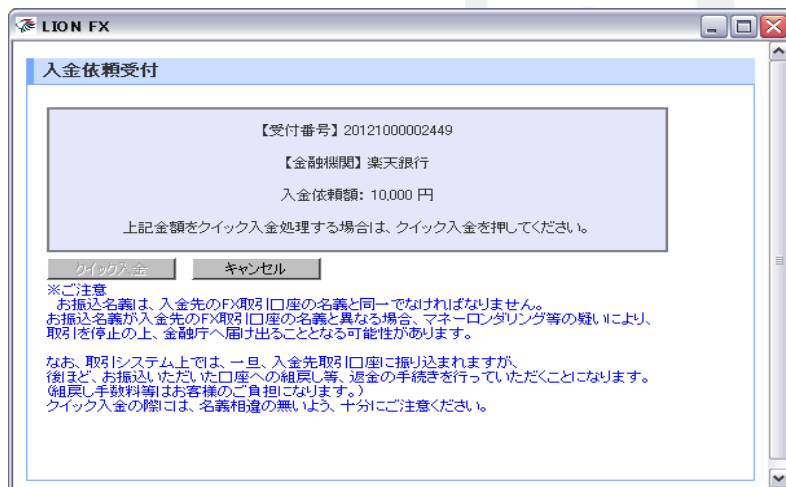 LION FX
入金依頼受付
【受付番号】20121000002449
【金融機関】楽天銀行
入金依頼額: 10,000 円
上記金額をクイック入金処理する場合は、クイック入金を押してください。
クイック入金 キャンセル
※ご注意
お振込名義は、入金先のFX取引口座の名義と同一でなければなりません。
お振込名義が入金先のFX取引口座の名義と異なる場合、マネーロンダリング等の疑いにより、
取引を停止の上、金融庁へ届け出ることとなる可能性があります。
なお、取引システム上では、一旦、入金先取引口座に振り込まれますが、
後ほど、お振込いただいた口座への組戻し等、返金の手続きを行っていただくことになります。
(組戻し手数料等はお客様のご負担になります。)
クイック入金の際には、名義相違の無いよう、十分にご注意ください。